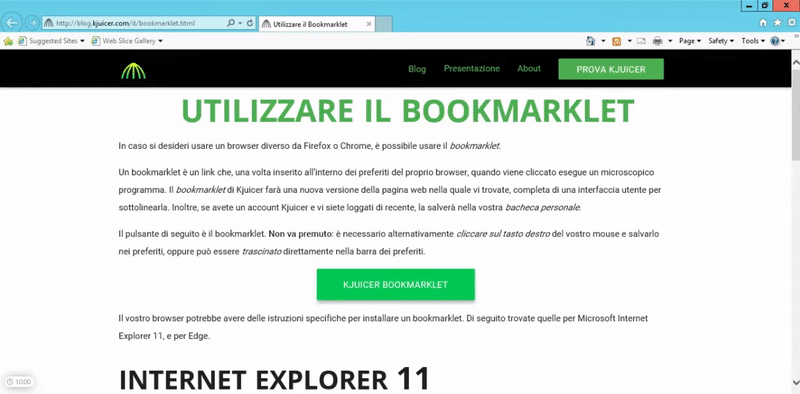 http://blog.kjuicer.com/it/bookmarklet.html
Utilizzare il Bookmarklet
Suggested Sites
Web Slice Gallery
Page
Safety
Tools
Blog
Presentazione
About
PROVA KJUICER
UTILIZZARE IL BOOKMARKLET
In caso si desideri usare un browser diverso da Firefox o Chrome, è possibile usare il bookmarklet.
Un bookmarklet è un link che, una volta inserito all'interno dei preferiti del proprio browser, quando viene cliccato esegue un microscopico
programma. Il bookmarklet di Kjuicer farà una nuova versione della pagina web nella quale vi trovate, completa di una interfaccia utente per
sottolinearla. Inoltre, se avete un account Kjuicer e vi siete loggati di recente, la salverà nella vostra bacheca personale.
Il pulsante di seguito è il bookmarklet. Non va premuto: è necessario alternativamente cliccare sul tasto destro del vostro mouse e salvarlo
nei preferiti, oppure può essere trascinato direttamente nella barra dei preferiti.
KJUICER BOOKMARKLET
Il vostro browser potrebbe avere delle istruzioni specifiche per installare un bookmarklet. Di seguito trovate quelle per Microsoft Internet
Explorer 11, e per Edge.
INTERNET EXPLORER 11
10:00